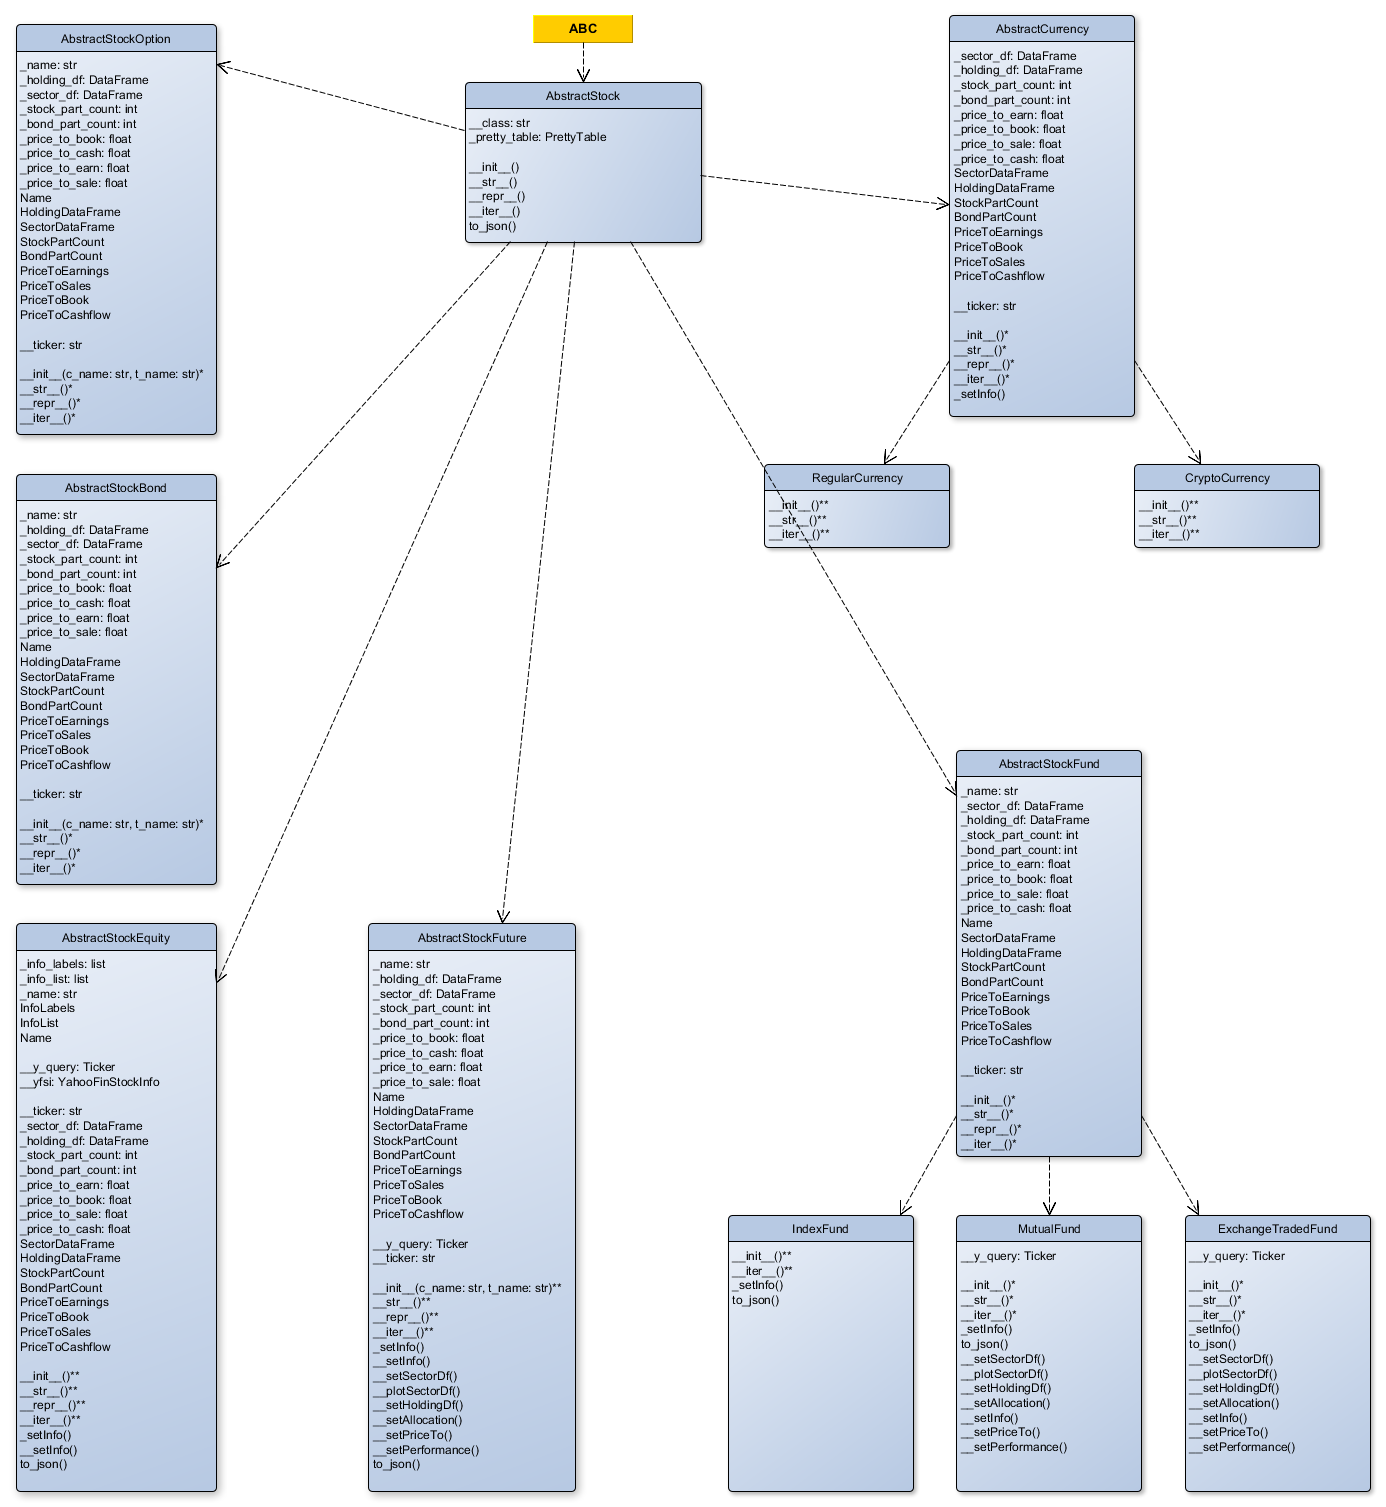 ABC
AbstractStockOption
_name: str
_holding_df: DataFrame
_sector_df: DataFrame
_stock_part_count: int
_bond_part_count: int
_price_to_book: float
_price_to_cash: float
_price_to_earn: float
_price_to_sale: float
Name
HoldingDataFrame
SectorDataFrame
StockPartCount
BondPartCount
PriceToEarnings
PriceToSales
PriceToBook
PriceToCashflow
__ticker: str
__init__(c_name: str, t_name: str)*
__str__()*
__repr__()*
__iter__()*
AbstractStock
__class: str
_pretty_table: PrettyTable
__init__()
__str__()
__repr__()
__iter__()
to_json()
AbstractCurrency
_sector_df: DataFrame
_holding_df: DataFrame
_stock_part_count: int
_bond_part_count: int
_price_to_earn: float
_price_to_book: float
_price_to_sale: float
_price_to_cash: float
SectorDataFrame
HoldingDataFrame
StockPartCount
BondPartCount
PriceToEarnings
PriceToBook
PriceToSales
PriceToCashflow
__ticker: str
__init__()*
__str__()*
__repr__()*
__iter__()*
_setInfo()
RegularCurrency
__init__()**
__str__()**
__iter__()**
CryptoCurrency
__init__()**
__str__()**
__iter__()**
AbstractStockBond
_name: str
_holding_df: DataFrame
_sector_df: DataFrame
_stock_part_count: int
_bond_part_count: int
_price_to_book: float
_price_to_cash: float
_price_to_earn: float
_price_to_sale: float
Name
HoldingDataFrame
SectorDataFrame
StockPartCount
BondPartCount
PriceToEarnings
PriceToSales
PriceToBook
PriceToCashflow
__ticker: str
__init__(c_name: str, t_name: str)*
__str__()*
__repr__()*
__iter__()*
AbstractStockFund
_name: str
_sector_df: DataFrame
_holding_df: DataFrame
_stock_part_count: int
_bond_part_count: int
_price_to_earn: float
_price_to_book: float
_price_to_sale: float
_price_to_cash: float
Name
SectorDataFrame
HoldingDataFrame
StockPartCount
BondPartCount
PriceToEarnings
PriceToBook
PriceToSales
PriceToCashflow
__ticker: str
__init__()*
__str__()*
__repr__()*
__iter__()*
AbstractStockEquity
_info_labels: list
_info_list: list
_name: str
InfoLabels
InfoList
Name
__y_query: Ticker
__yfsi: YahooFinStockInfo
__ticker: str
_sector_df: DataFrame
_holding_df: DataFrame
_stock_part_count: int
_bond_part_count: int
_price_to_earn: float
_price_to_book: float
_price_to_sale: float
_price_to_cash: float
SectorDataFrame
HoldingDataFrame
StockPartCount
BondPartCount
PriceToEarnings
PriceToBook
PriceToSales
PriceToCashflow
__init__()**
__str__()**
__repr__()**
__iter__()**
_setInfo()
__setInfo()
to_json()
AbstractStockFuture
_name: str
_holding_df: DataFrame
_sector_df: DataFrame
_stock_part_count: int
_bond_part_count: int
_price_to_book: float
_price_to_cash: float
_price_to_earn: float
_price_to_sale: float
Name
HoldingDataFrame
SectorDataFrame
StockPartCount
BondPartCount
PriceToEarnings
PriceToSales
PriceToBook
PriceToCashflow
__y_query: Ticker
__ticker: str
__init__(c_name: str, t_name: str)**
__str__()**
__repr__()**
__iter__()**
_setInfo()
__setInfo()
__setSectorDf()
__plotSectorDf()
__setHoldingDf()
__setAllocation()
__setPriceTo()
__setPerformance()
to_json()
IndexFund
__init__()**
__iter__()**
_setInfo()
to_json()
MutualFund
__y_query: Ticker
__init__()*
__str__()*
__iter__()*
_setInfo()
to_json()
__setSectorDf()
__plotSectorDf()
__setHoldingDf()
__setAllocation()
__setInfo()
__setPriceTo()
__setPerformance()
ExchangeTradedFund
__y_query: Ticker
__init__()*
__str__()*
__iter__()*
_setInfo()
to_json()
__setSectorDf()
__plotSectorDf()
__setHoldingDf()
__setAllocation()
__setInfo()
__setPriceTo()
__setPerformance()